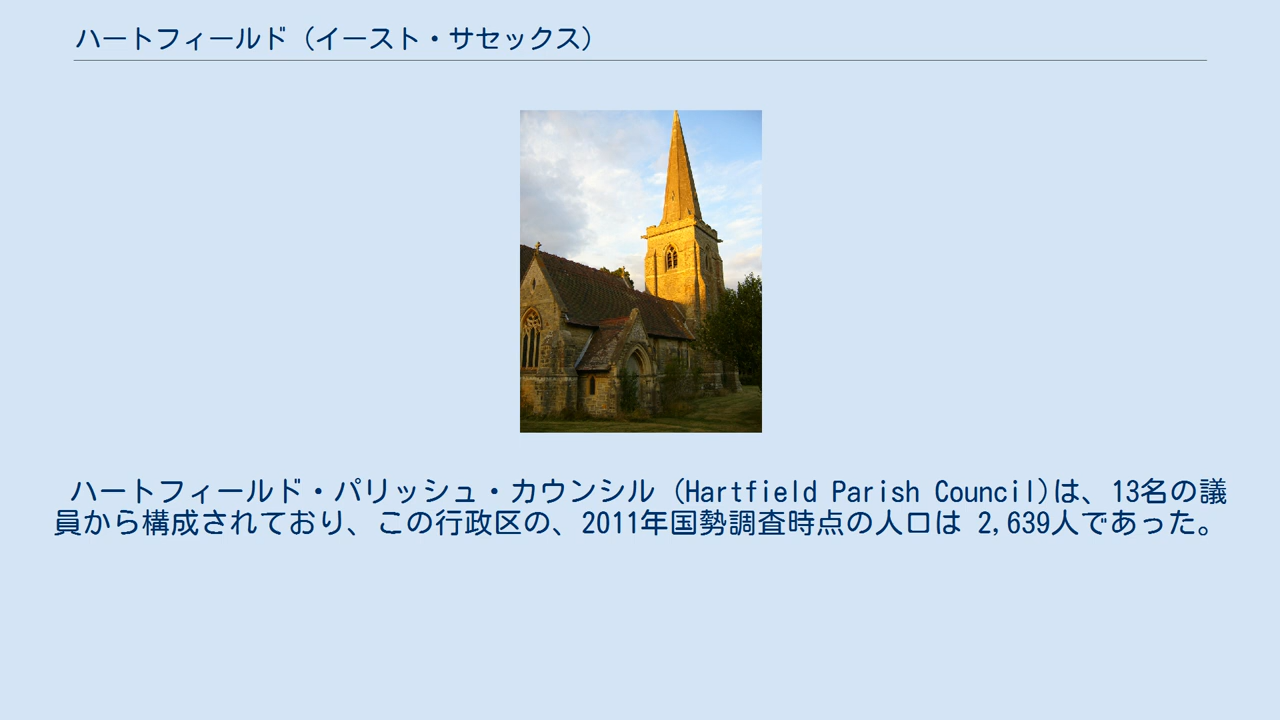 ハートフィールド（イースト・サセックス）
ハートフィールド・パリッシュ・カウンシル (Hartfield Parish Council)は、13名の議
員から構成されており、この行政区の、2011年国勢調査時点の人口は 2,639人であった。